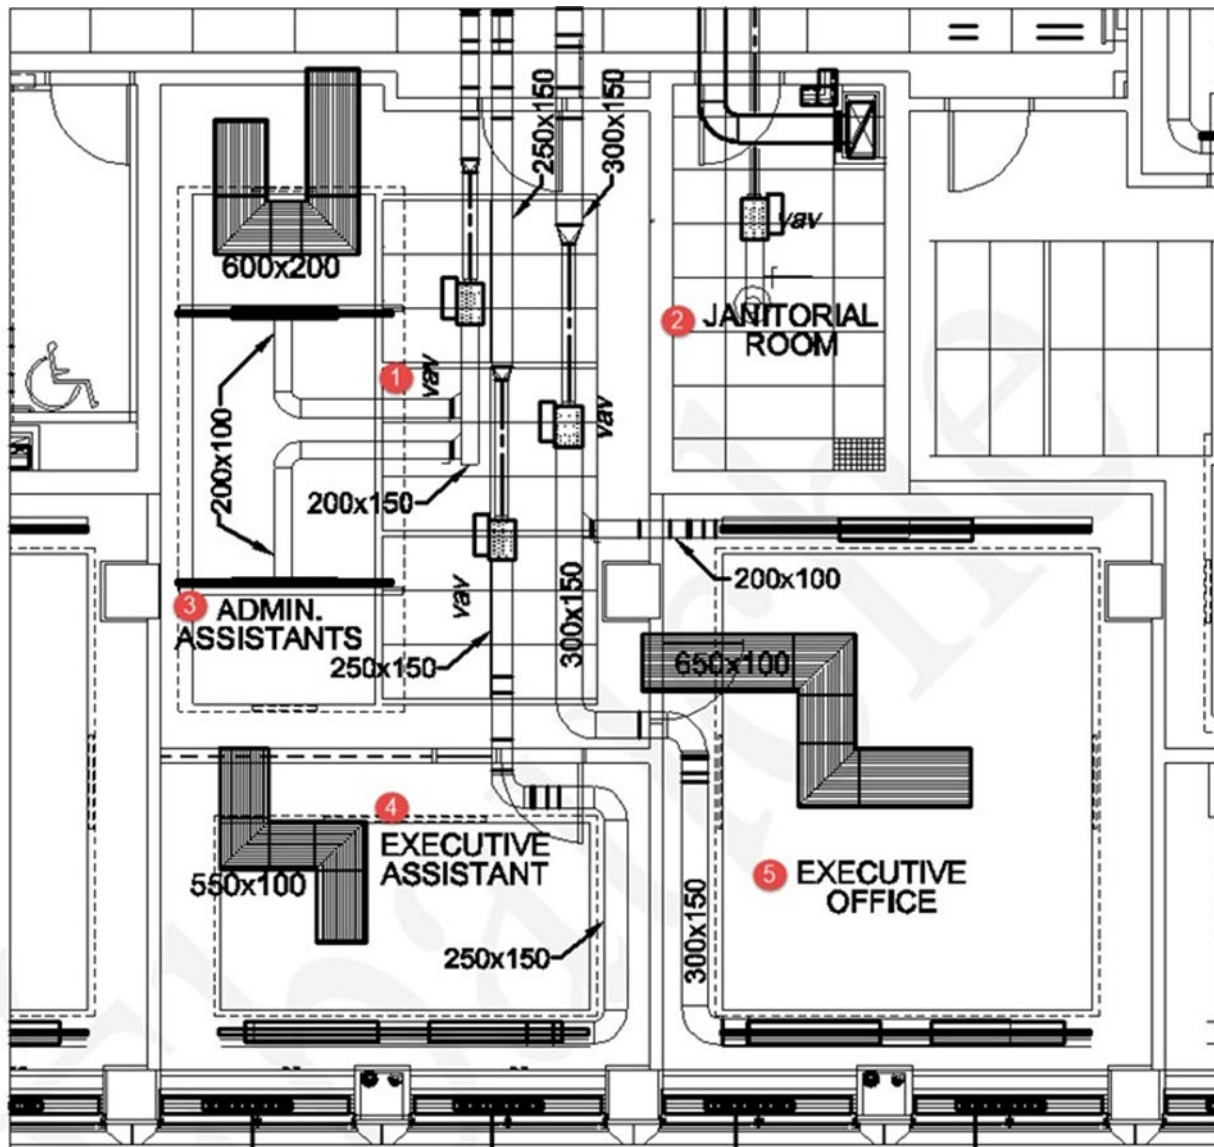 250x150
300x150
vav
600x200
2 JANITORIAL
ROOM
1
vav
vav
200x100
200x150
200x100
3 ADMIN.
ASSISTANTS
vav
300x150
250x150
650x100
4
EXECUTIVE
ASSISTANT
550x100
5 EXECUTIVE
OFFICE
250x150
300x150